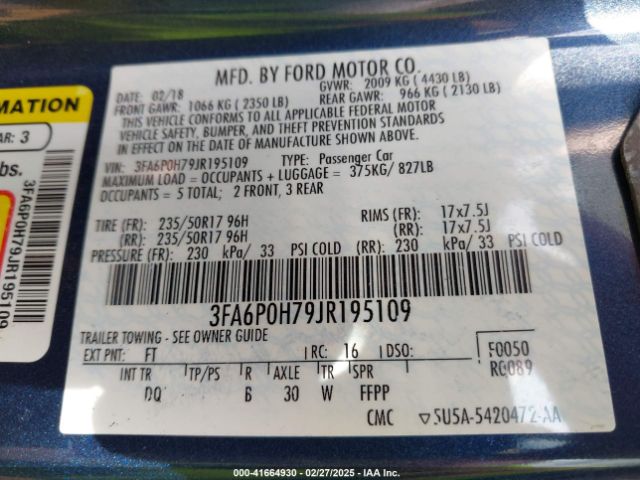 MFD. BY FORD MOTOR CO.
DATE: 02/18
GVWR: 2009 KG ( 4430 LB)
FRONT GAWR: 1066 KG ( 2350 LB)
REAR GAWR: 966 KG ( 2130 LB)
THIS VEHICLE CONFORMS TO ALL APPLICABLE FEDERAL MOTOR
VEHICLE SAFETY, BUMPER, AND THEFT PREVENTION STANDARDS
IN EFFECT ON THE DATE OF MANUFACTURE SHOWN ABOVE.
VIN: 3FA6P0H79JR195109 TYPE: Passenger Car
MAXIMUM LOAD = OCCUPANTS + LUGGAGE = 375KG/ 827LB
OCCUPANTS = 5 TOTAL; 2 FRONT, 3 REAR
TIRE (FR): 235/50R17 96H RIMS (FR): 17x7.5J
(RR): 235/50R17 96H (RR): 17x7.5J
PRESSURE (FR): 230 kPa/ 33 PSI COLD (RR): 230 kPa/ 33 PSI COLD
3FA6P0H79JR195109
TRAILER TOWING - SEE OWNER GUIDE
EXT PNT: FT RC: 16 DSO: F0050
INT TR TP/PS R AXLE TR SPR RC089
DQ B 30 W FFPP
CMC 5U5A-5420472-AA
RMATION
AR: 3
bs.
3FA6P0H79JR195109
000-41664930 - 02/27/2025 - IAA Inc.